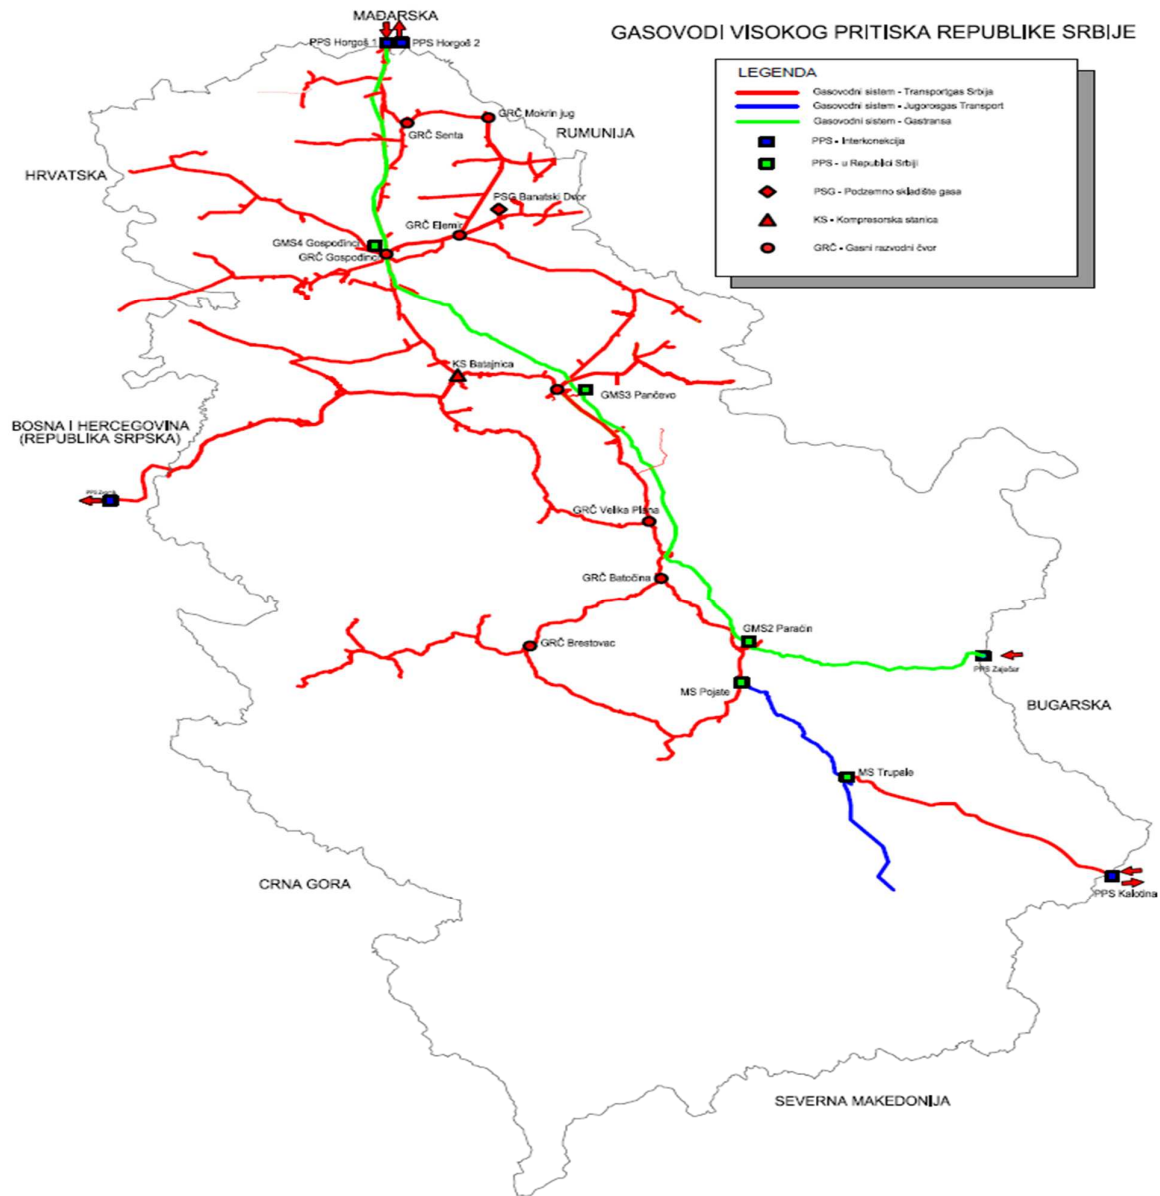 MAĐARSKA
GASOVODI VISOKOG PRITISKA REPUBLIKE SRBIJE
PPS Horgoš 1
PPS Horgoš 2
LEGENDA
Gasovodni sistem - Transportgas Srbija
Gasovodni sistem - Jugorosgas Transport
Gasovodni sistem - Gastransa
PPS - Interkonekcija
PPS - u Republici Srbiji
PSG - Podzemno skladište gasa
KS - Kompresorska stanica
GRČ - Gasni razvodni čvor
GRČ Mokrin jug
GRČ Senta
RUMUNIJA
HRVATSKA
PSG Banatski Dvor
GRČ Elemir
GMS4 Gospođinci
GRČ Gospođinci
KS Batajnica
GMS3 Pančevo
BOSNA I HERCEGOVINA
(REPUBLIKA SRPSKA)
GRČ Velika Plana
GRČ Batočina
GMS2 Paraćin
GRČ Brestovac
PPS Zaječar
MS Pojate
BUGARSKA
MS Trupale
CRNA GORA
PPS Kalotina
SEVERNA MAKEDONIJA